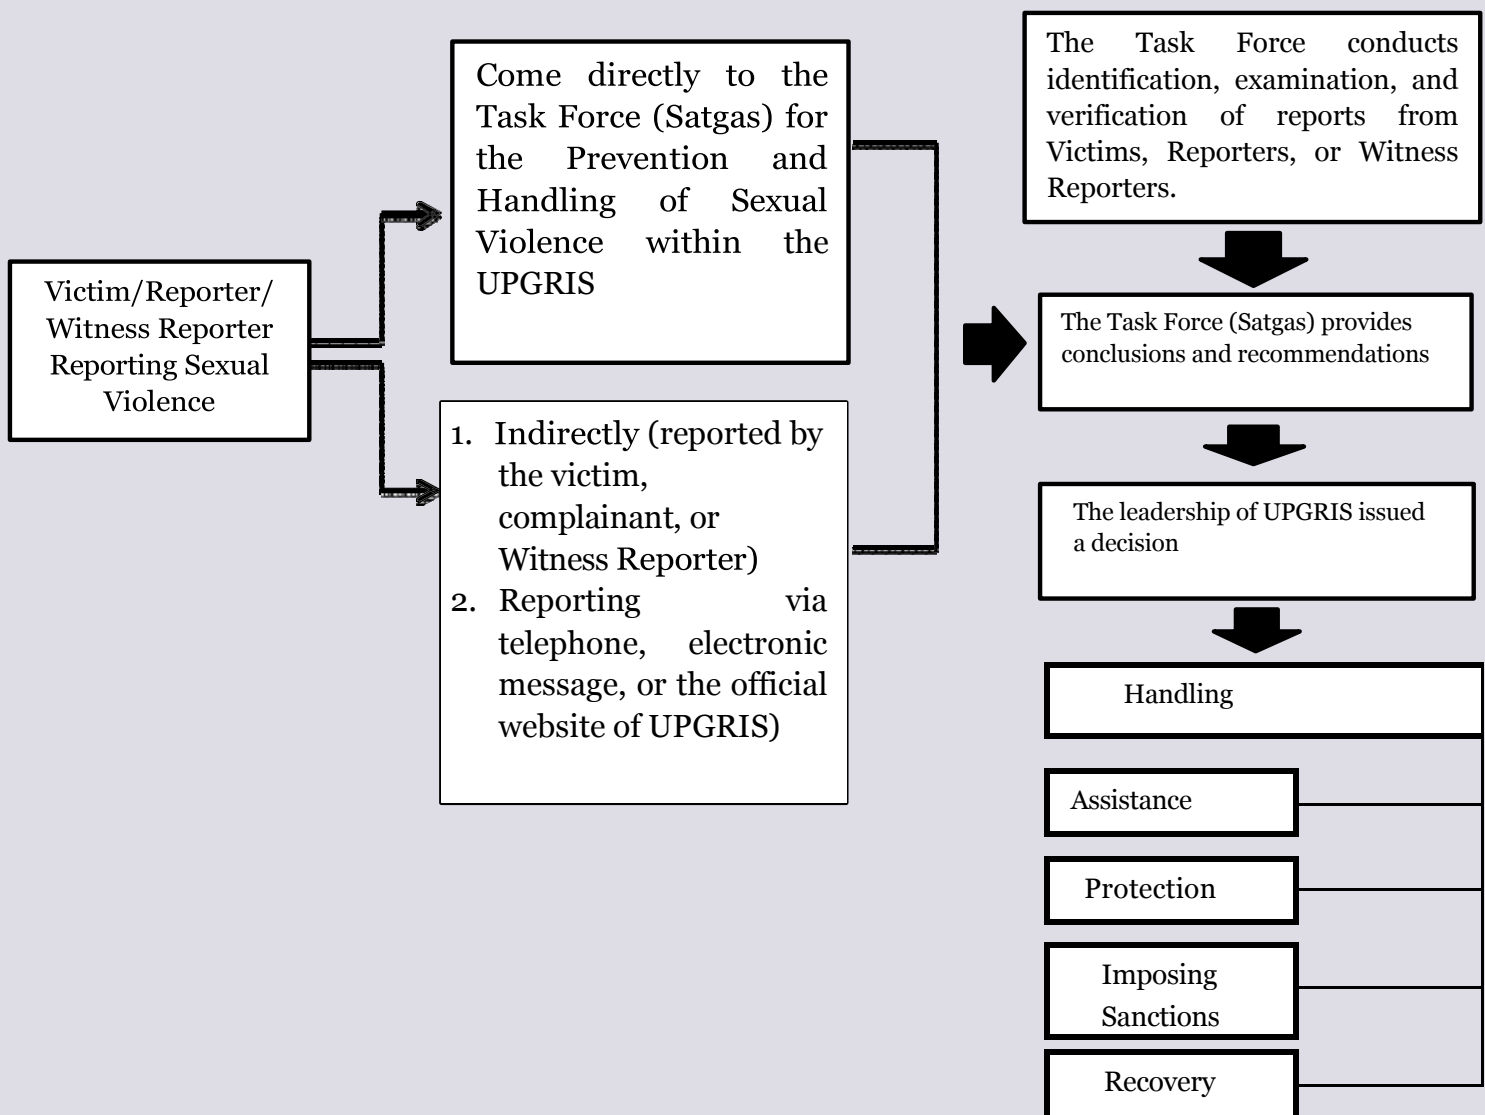 Victim/Reporter/
Witness Reporter
Reporting Sexual
Violence
Come directly to the
Task Force (Satgas) for
the Prevention and
Handling of Sexual
Violence within the
UPGRIS
1. Indirectly (reported by
the victim,
complainant, or
Witness Reporter)
2. Reporting via
telephone, electronic
message, or the official
website of UPGRIS)
The Task Force conducts
identification, examination, and
verification of reports from
Victims, Reporters, or Witness
Reporters.
The Task Force (Satgas) provides
conclusions and recommendations
The leadership of UPGRIS issued
a decision
Handling
Assistance
Protection
Imposing
Sanctions
Recovery